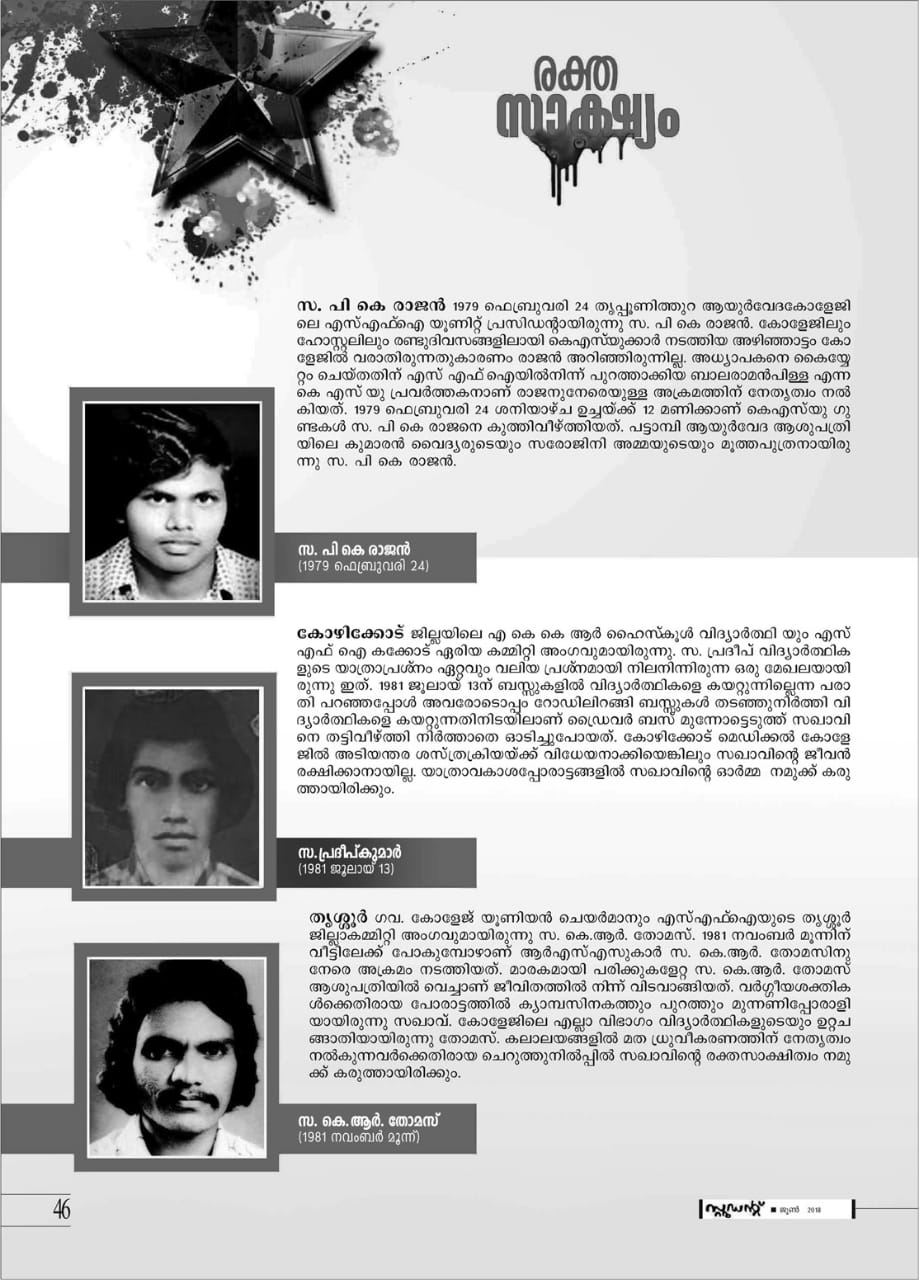 രക്ത
സാക്ഷ്യം
സ. പി കെ രാജൻ 1979 ഫെബ്രുവരി 24 തൃപ്പൂണിത്തുറ ആയുർവേദകോളേജി
ലെ എസ്എഫ്ഐ യൂണിറ്റ് പ്രസിഡന്റായിരുന്നു സ. പി കെ രാജൻ. കോളേജിലും
ഹോസ്റ്റലിലും രണ്ടുദിവസങ്ങളിലായി കെഎസ്‌യുക്കാർ നടത്തിയ അഴിഞ്ഞാട്ടം കോ
ളേജിൽ വരാതിരുന്നതുകാരണം രാജൻ അറിഞ്ഞിരുന്നില്ല. അധ്യാപകനെ കൈയ്യേ
റ്റം ചെയ്തതിന് എസ് എഫ് ഐയിൽനിന്ന് പുറത്താക്കിയ ബാലരാമൻപിള്ള എന്ന
കെ എസ് യു പ്രവർത്തകനാണ് രാജനുനേരെയുള്ള അക്രമത്തിന് നേതൃത്വം നൽ
കിയത്. 1979 ഫെബ്രുവരി 24 ശനിയാഴ്ച ഉച്ചയ്ക്ക് 12 മണിക്കാണ് കെഎസ്‌യു ഗു
ണ്ടകൾ സ. പി കെ രാജനെ കുത്തിവീഴ്ത്തിയത്. പട്ടാമ്പി ആയുർവേദ ആശുപത്രി
യിലെ കുമാരൻ വൈദ്യരുടെയും സരോജിനി അമ്മയുടെയും മൂത്തപുത്രനായിരു
ന്നു സ. പി കെ രാജൻ.
സ. പി കെ രാജൻ
(1979 ഫെബ്രുവരി 24)
കോഴിക്കോട് ജില്ലയിലെ എ കെ കെ ആർ ഹൈസ്കൂൾ വിദ്യാർത്ഥി യും എസ്
എഫ് ഐ കക്കോട് ഏരിയ കമ്മിറ്റി അംഗവുമായിരുന്നു. സ. പ്രദീപ് വിദ്യാർത്ഥിക
ളുടെ യാത്രാപ്രശ്നം ഏറ്റവും വലിയ പ്രശ്നമായി നിലനിന്നിരുന്ന ഒരു മേഖലയായി
രുന്നു ഇത്. 1981 ജൂലായ് 13ന് ബസ്സുകളിൽ വിദ്യാർത്ഥികളെ കയറ്റുന്നില്ലെന്ന പരാ
തി പറഞ്ഞപ്പോൾ അവരോടൊപ്പം റോഡിലിറങ്ങി ബസ്സുകൾ തടഞ്ഞുനിർത്തി വി
ദ്യാർത്ഥികളെ കയറ്റുന്നതിനിടയിലാണ് ഡ്രൈവർ ബസ് മുന്നോട്ടെടുത്ത് സഖാവി
നെ തട്ടിവീഴ്ത്തി നിർത്താതെ ഓടിച്ചുപോയത്. കോഴിക്കോട് മെഡിക്കൽ കോളേ
ജിൽ അടിയന്തര ശസ്ത്രക്രിയയ്ക്ക് വിധേയനാക്കിയെങ്കിലും സഖാവിന്റെ ജീവൻ
രക്ഷിക്കാനായില്ല. യാത്രാവകാശപ്പോരാട്ടങ്ങളിൽ സഖാവിന്റെ ഓർമ്മ നമുക്ക് കരു
ത്തായിരിക്കും.
സ.പ്രദീപ്കുമാർ
(1981 ജൂലായ് 13)
തൃശ്ശൂർ ഗവ. കോളേജ് യൂണിയൻ ചെയർമാനും എസ്എഫ്ഐയുടെ തൃശ്ശൂർ
ജില്ലാകമ്മിറ്റി അംഗവുമായിരുന്നു സ. കെ.ആർ. തോമസ്. 1981 നവംബർ മൂന്നിന്
വീട്ടിലേക്ക് പോകുമ്പോഴാണ് ആർഎസ്എസുകാർ സ. കെ.ആർ. തോമസിനു
നേരെ അക്രമം നടത്തിയത്. മാരകമായി പരിക്കുകളേറ്റ സ. കെ.ആർ. തോമസ്
ആശുപത്രിയിൽ വെച്ചാണ് ജീവിതത്തിൽ നിന്ന് വിടവാങ്ങിയത്. വർഗ്ഗീയശക്തിക
ൾക്കെതിരായ പോരാട്ടത്തിൽ ക്യാമ്പസിനകത്തും പുറത്തും മുന്നണിപ്പോരാളി
യായിരുന്നു സഖാവ്. കോളേജിലെ എല്ലാ വിഭാഗം വിദ്യാർത്ഥികളുടെയും ഉറ്റച
ങ്ങാതിയായിരുന്നു തോമസ്. കലാലയങ്ങളിൽ മത ധ്രുവീകരണത്തിന് നേതൃത്വം
നൽകുന്നവർക്കെതിരായ ചെറുത്തുനിൽപ്പിൽ സഖാവിന്റെ രക്തസാക്ഷിത്വം നമു
ക്ക് കരുത്തായിരിക്കും.
സ. കെ.ആർ. തോമസ്
(1981 നവംബർ മൂന്ന്)
46
സ്റ്റുഡന്റ് ■ ജൂൺ 2018